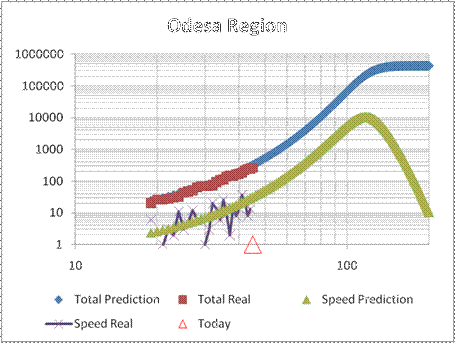 Odesa Region
1000000
100000
10000
1000
100
10
1
10 100
Total Prediction Total Real Speed Prediction
Speed Real Today